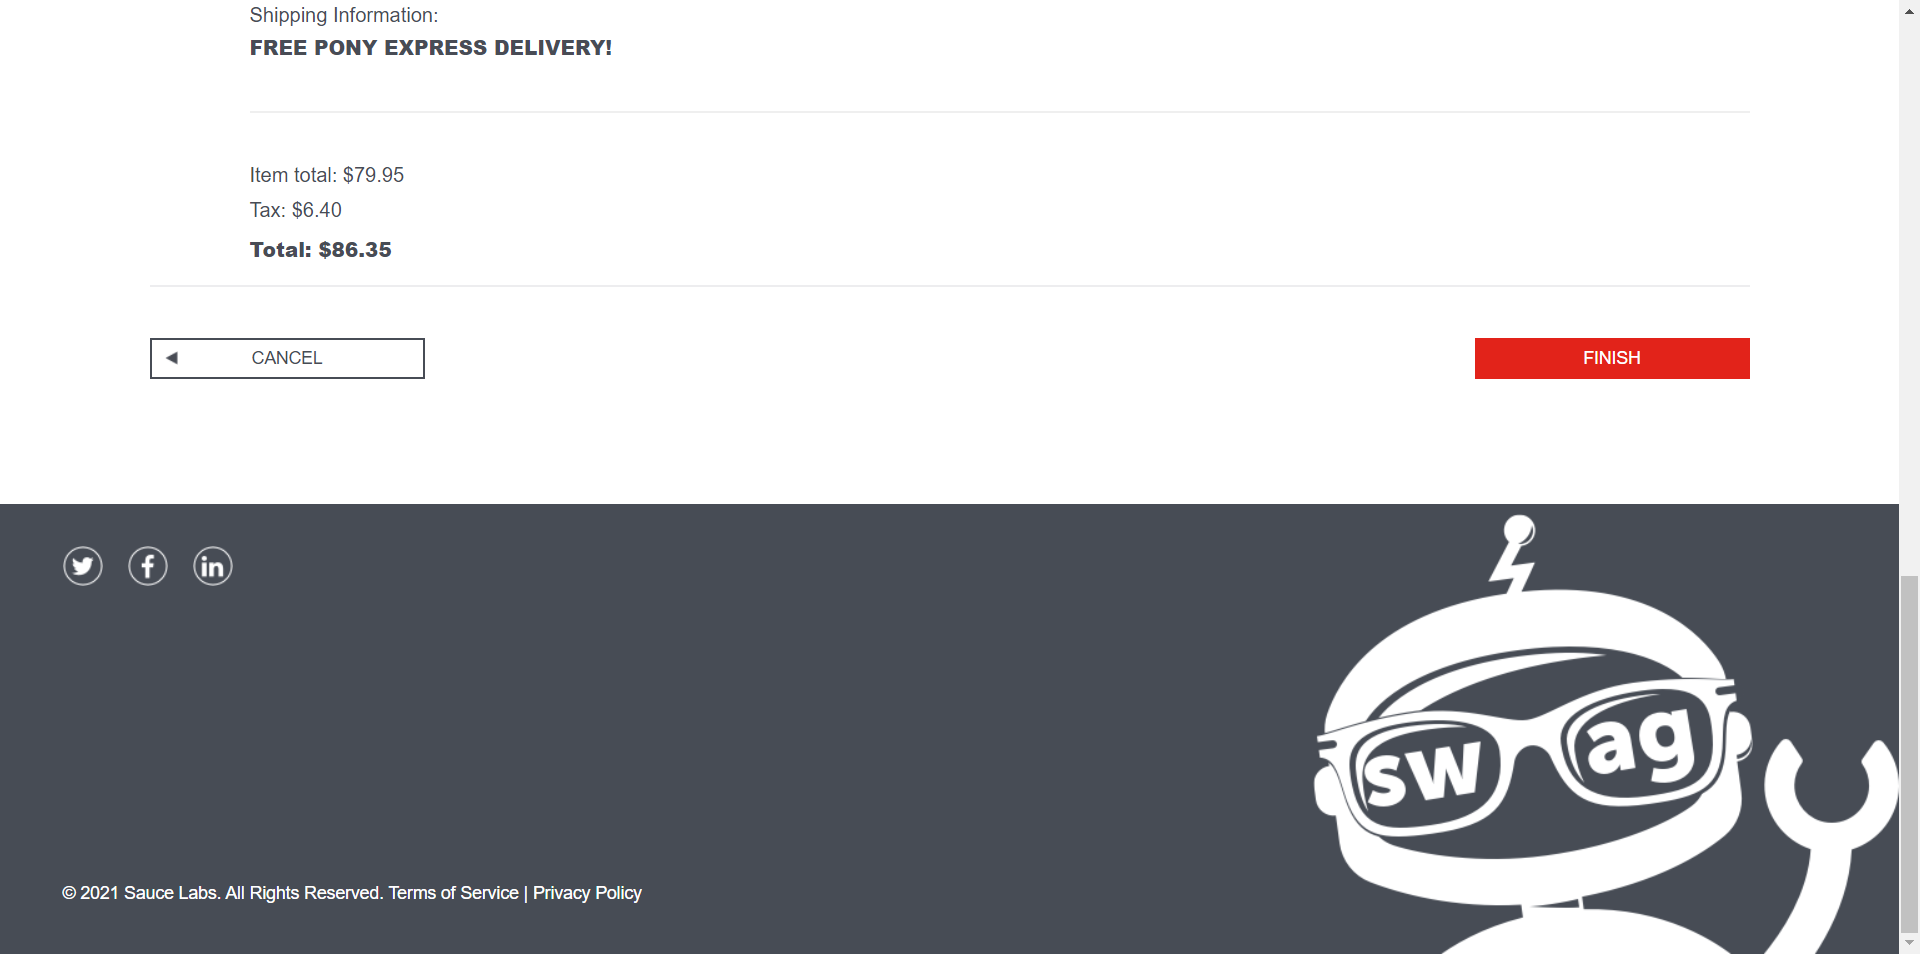 Shipping Information:
FREE PONY EXPRESS DELIVERY!
Item total: $79.95
Tax: $6.40
Total: $86.35
CANCEL
FINISH
sw ag
© 2021 Sauce Labs. All Rights Reserved. Terms of Service | Privacy Policy